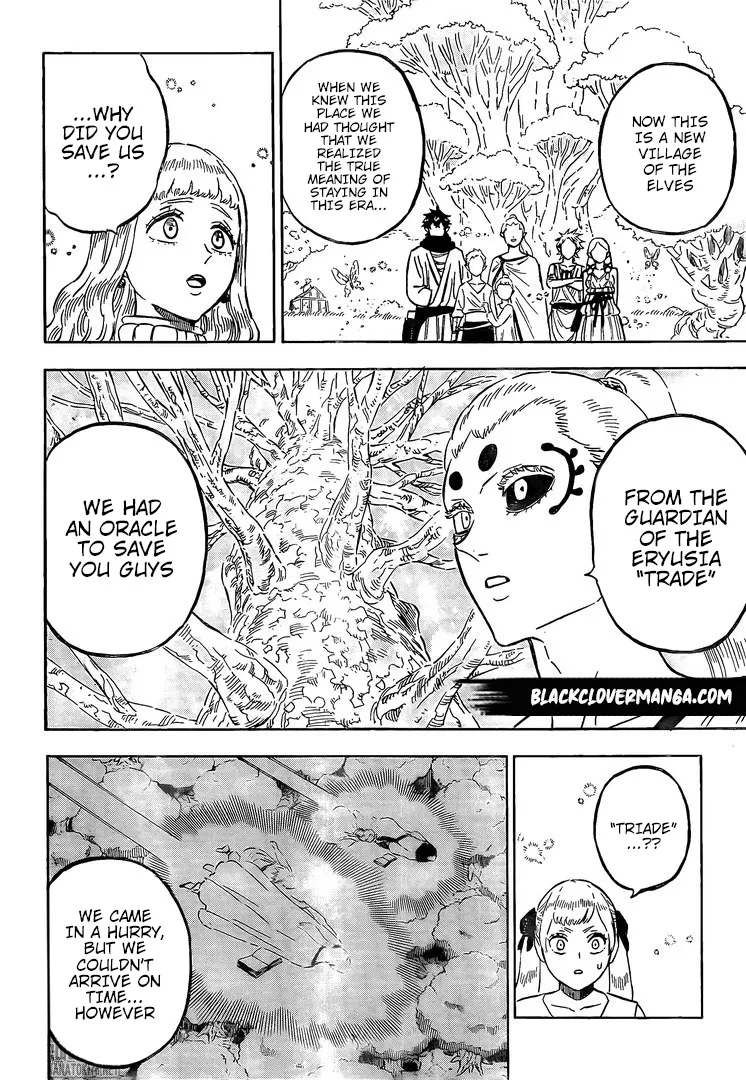 NOW THIS
IS A NEW
VILLAGE
OF THE
ELVES
WHEN WE
KNEW THIS
PLACE WE
HAD THOUGHT
THAT WE
REALIZED
THE TRUE
MEANING OF
STAYING IN
THIS ERA...
...WHY
DID YOU
SAVE US
...?
FROM THE
GUARDIAN
OF THE
ERYUSIA
"TRADE"
WE HAD
AN ORACLE
TO SAVE
YOU GUYS
BLACKCLOVERMANGA.COM
"TRIADE"
...??
WE CAME
IN A HURRY,
BUT WE
COULDN'T
ARRIVE ON
TIME...
HOWEVER